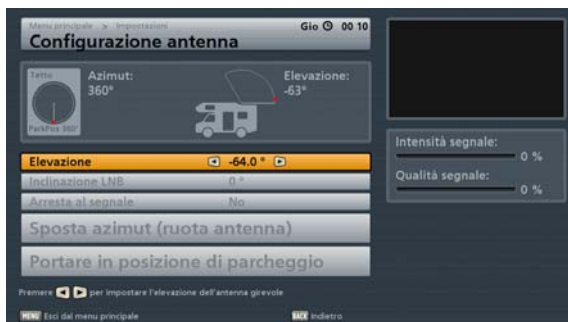 Menu principale > Impostazioni
Gio 00 10
Configurazione antenna
Tetto
ParkPos 360°
Azimut:
360°
Elevazione:
-63°
Elevazione -64.0 °
Inclinazione LNB 0 °
Arresta al segnale No
Sposta azimut (ruota antenna)
Portare in posizione di parcheggio
Intensità segnale:
0 %
Qualità segnale:
0 %
Premere per impostare l'elevazione dell'antenna girevole
MENU Esci dal menu principale
BACK Indietro